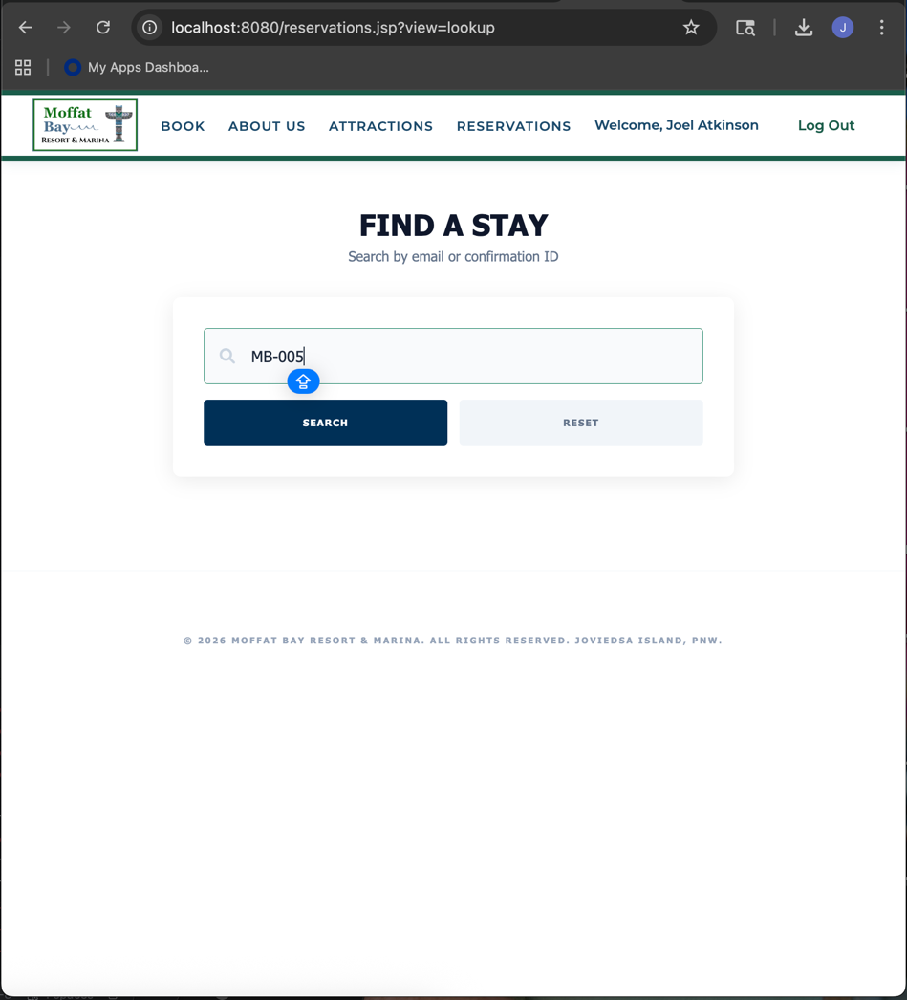 localhost:8080/reservations.jsp?view=lookup
J
My Apps Dashboa...
Moffat
Bay
RESORT & MARINA
BOOK
ABOUT US
ATTRACTIONS
RESERVATIONS
Welcome, Joel Atkinson
Log Out
FIND A STAY
Search by email or confirmation ID
MB-005
SEARCH
RESET
© 2026 MOFFAT BAY RESORT & MARINA. ALL RIGHTS RESERVED. JOVIEDSA ISLAND, PNW.